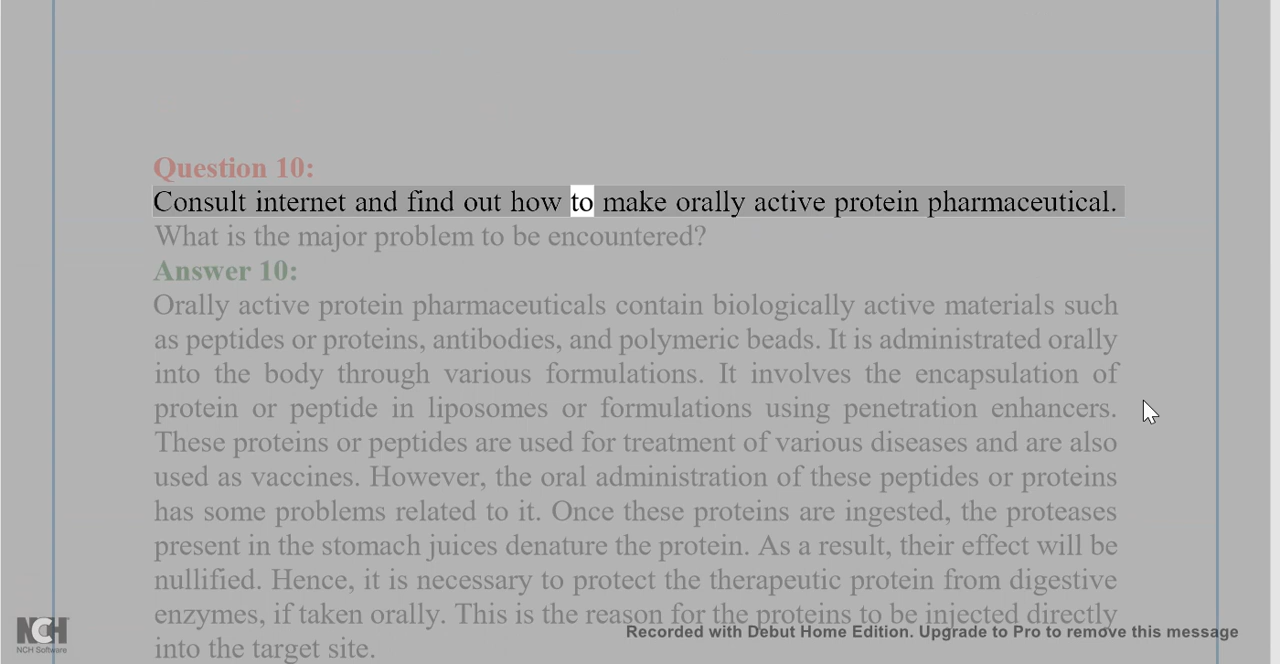 Question 10:
Consult internet and find out how to make orally active protein pharmaceutical.
What is the major problem to be encountered?
Answer 10:
Orally active protein pharmaceuticals contain biologically active materials such
as peptides or proteins, antibodies, and polymeric beads. It is administrated orally
into the body through various formulations. It involves the encapsulation of
protein or peptide in liposomes or formulations using penetration enhancers.
These proteins or peptides are used for treatment of various diseases and are also
used as vaccines. However, the oral administration of these peptides or proteins
has some problems related to it. Once these proteins are ingested, the proteases
present in the stomach juices denature the protein. As a result, their effect will be
nullified. Hence, it is necessary to protect the therapeutic protein from digestive
enzymes, if taken orally. This is the reason for the proteins to be injected directly
into the target site.
NCH
NCH Software
Recorded with Debut Home Edition. Upgrade to Pro to remove this message